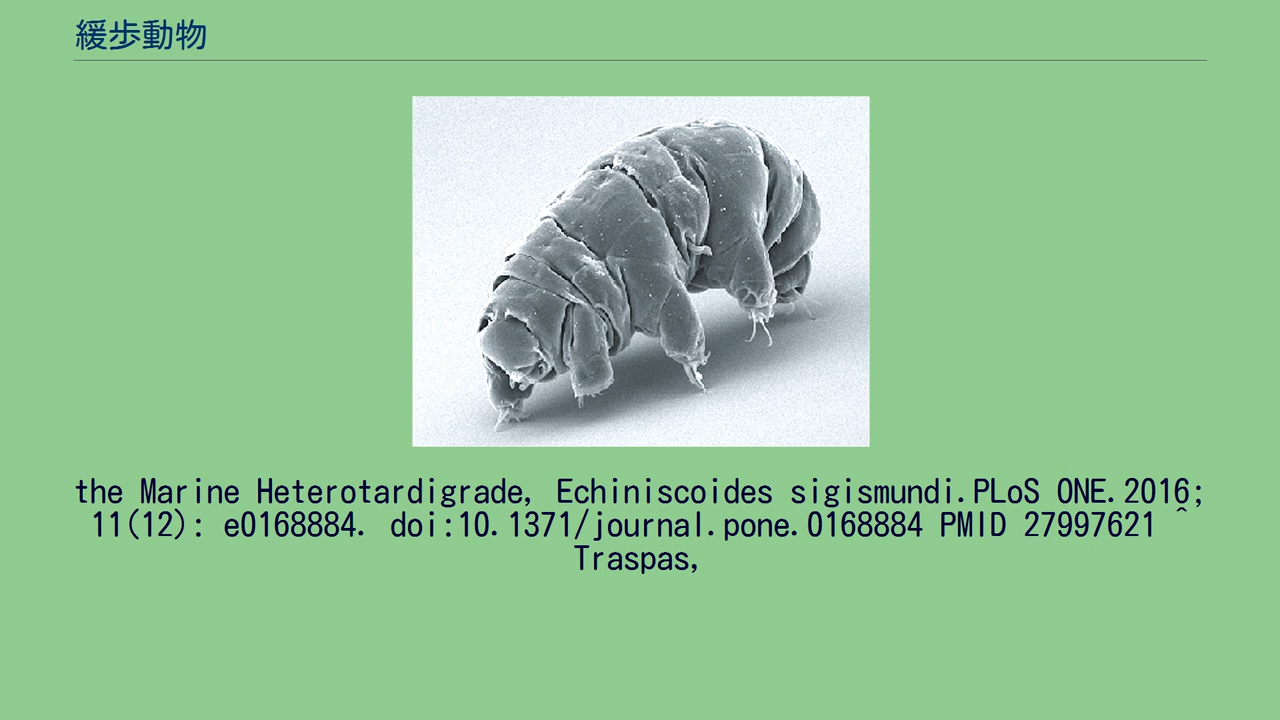 緩歩動物
the Marine Heterotardigrade, Echiniscoides sigismundi.PLoS ONE.2016;
11(12): e0168884. doi:10.1371/journal.pone.0168884 PMID 27997621 ^
Traspas,